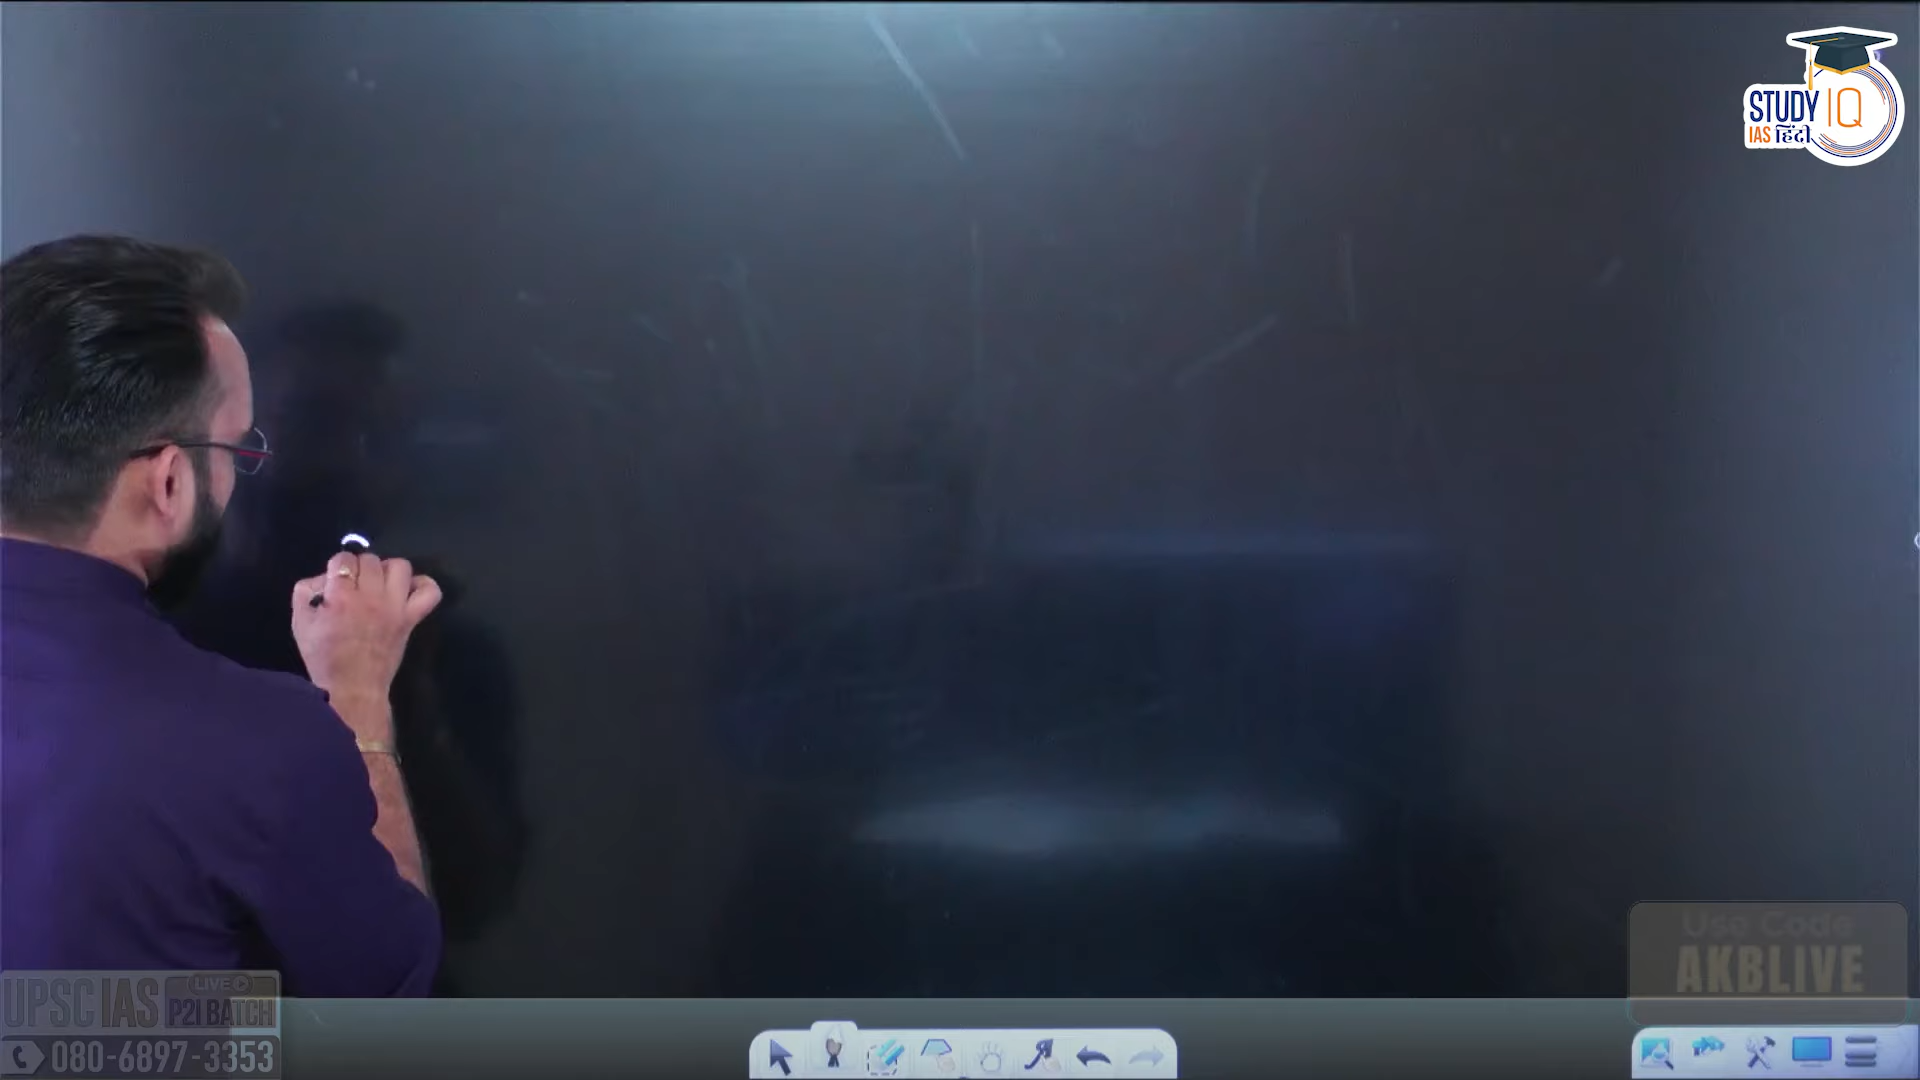 STUDY IQ
IAS हिंदी
Use Code
AKBLIVE
UPSC IAS LIVE
P2I BATCH
080-6897-3353